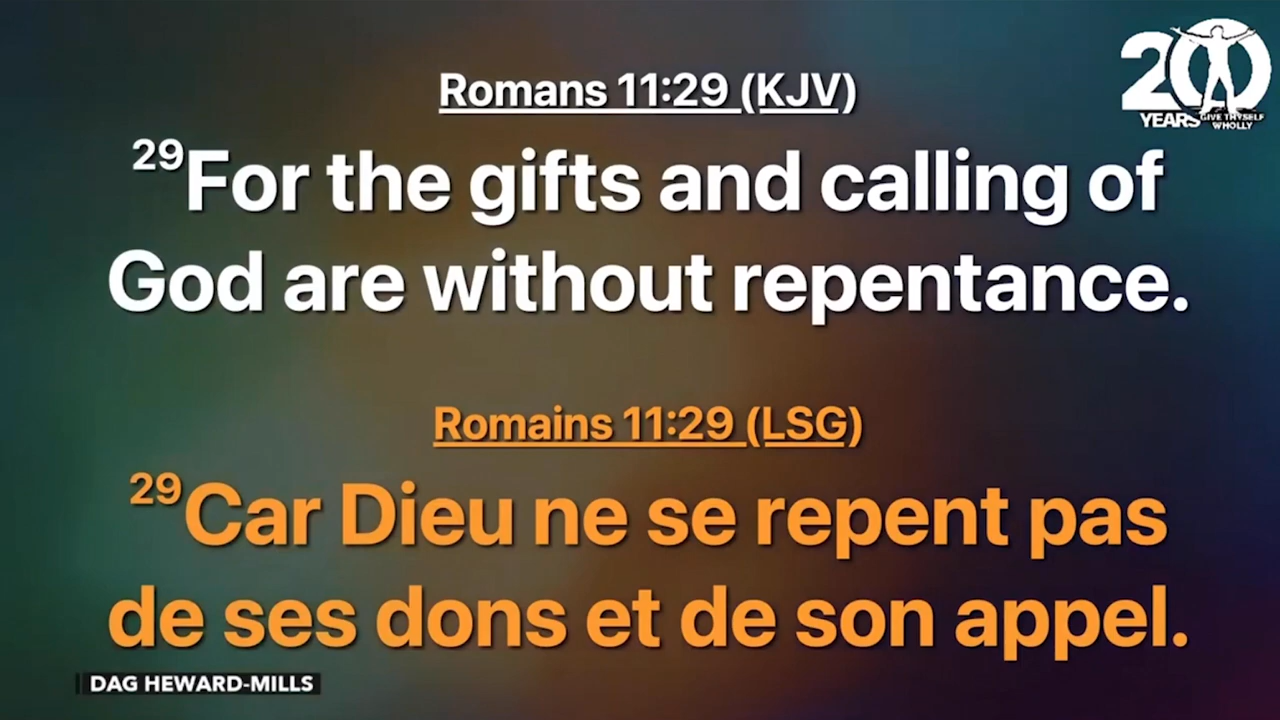 Romans 11:29 (KJV)
29For the gifts and calling of
God are without repentance.
Romains 11:29 (LSG)
29Car Dieu ne se repent pas
de ses dons et de son appel.
20
YEARS
GIVE THYSELF
WHOLLY
DAG HEWARD-MILLS